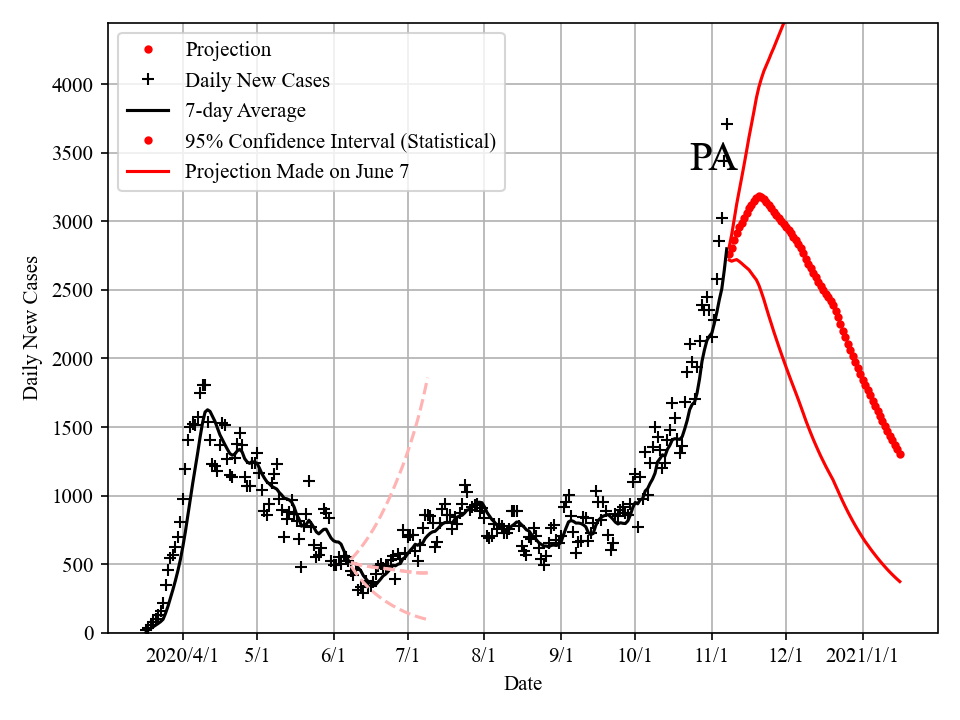 Projection
Daily New Cases
7-day Average
95% Confidence Interval (Statistical)
Projection Made on June 7
PA
Daily New Cases
4000
3500
3000
2500
2000
1500
1000
500
0
2020/4/1 5/1 6/1 7/1 8/1 9/1 10/1 11/1 12/1 2021/1/1
Date